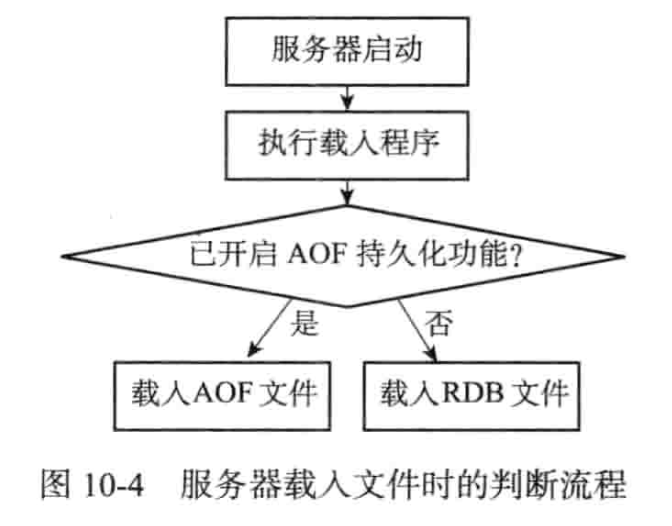 服务器启动
执行载入程序
已开启 AOF 持久化功能？
是
否
载入AOF 文件
载入RDB 文件
图 10-4 服务器载入文件时的判断流程